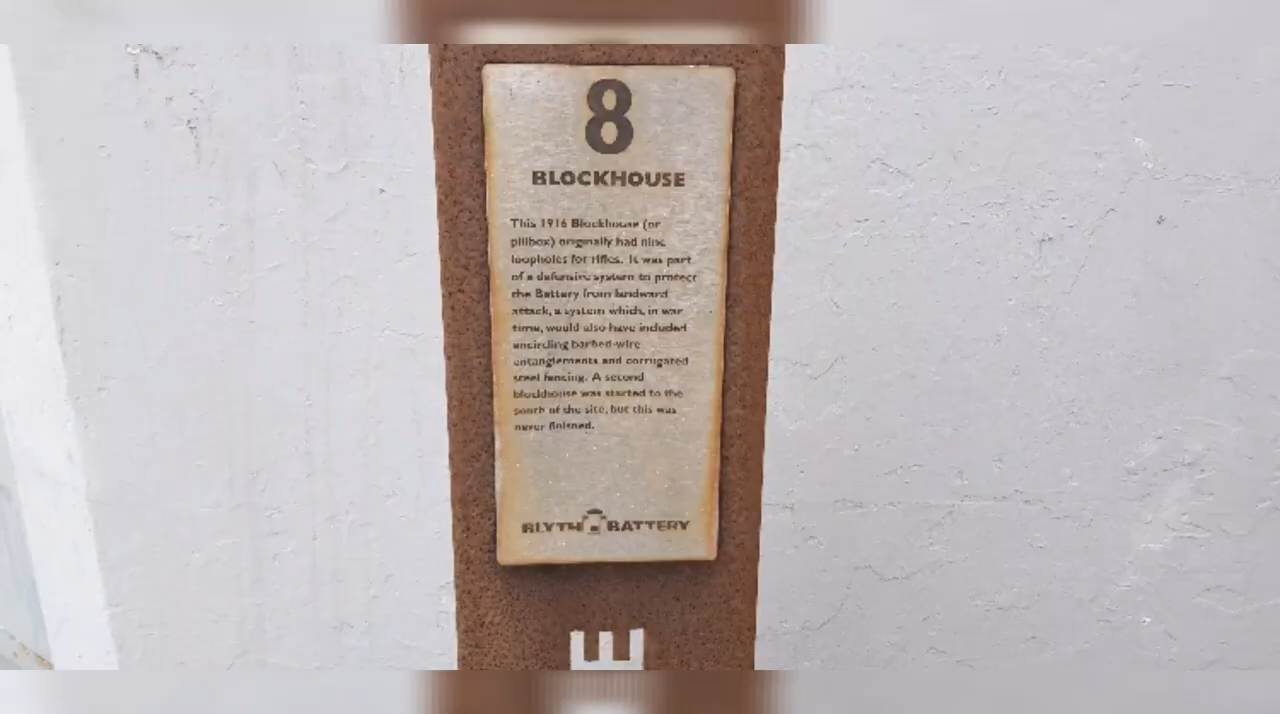 8
BLOCKHOUSE
This 1916 Blockhouse (or
pillbox) originally had nine
loopholes for rifles. It was part
of a defensive system to protect
the Battery from landward
attack, a system which, in war
time, would also have included
encircling barbed-wire
entanglements and corrugated
steel fencing. A second
blockhouse was started to the
south of the site, but this was
never finished.
BLYTH BATTERY